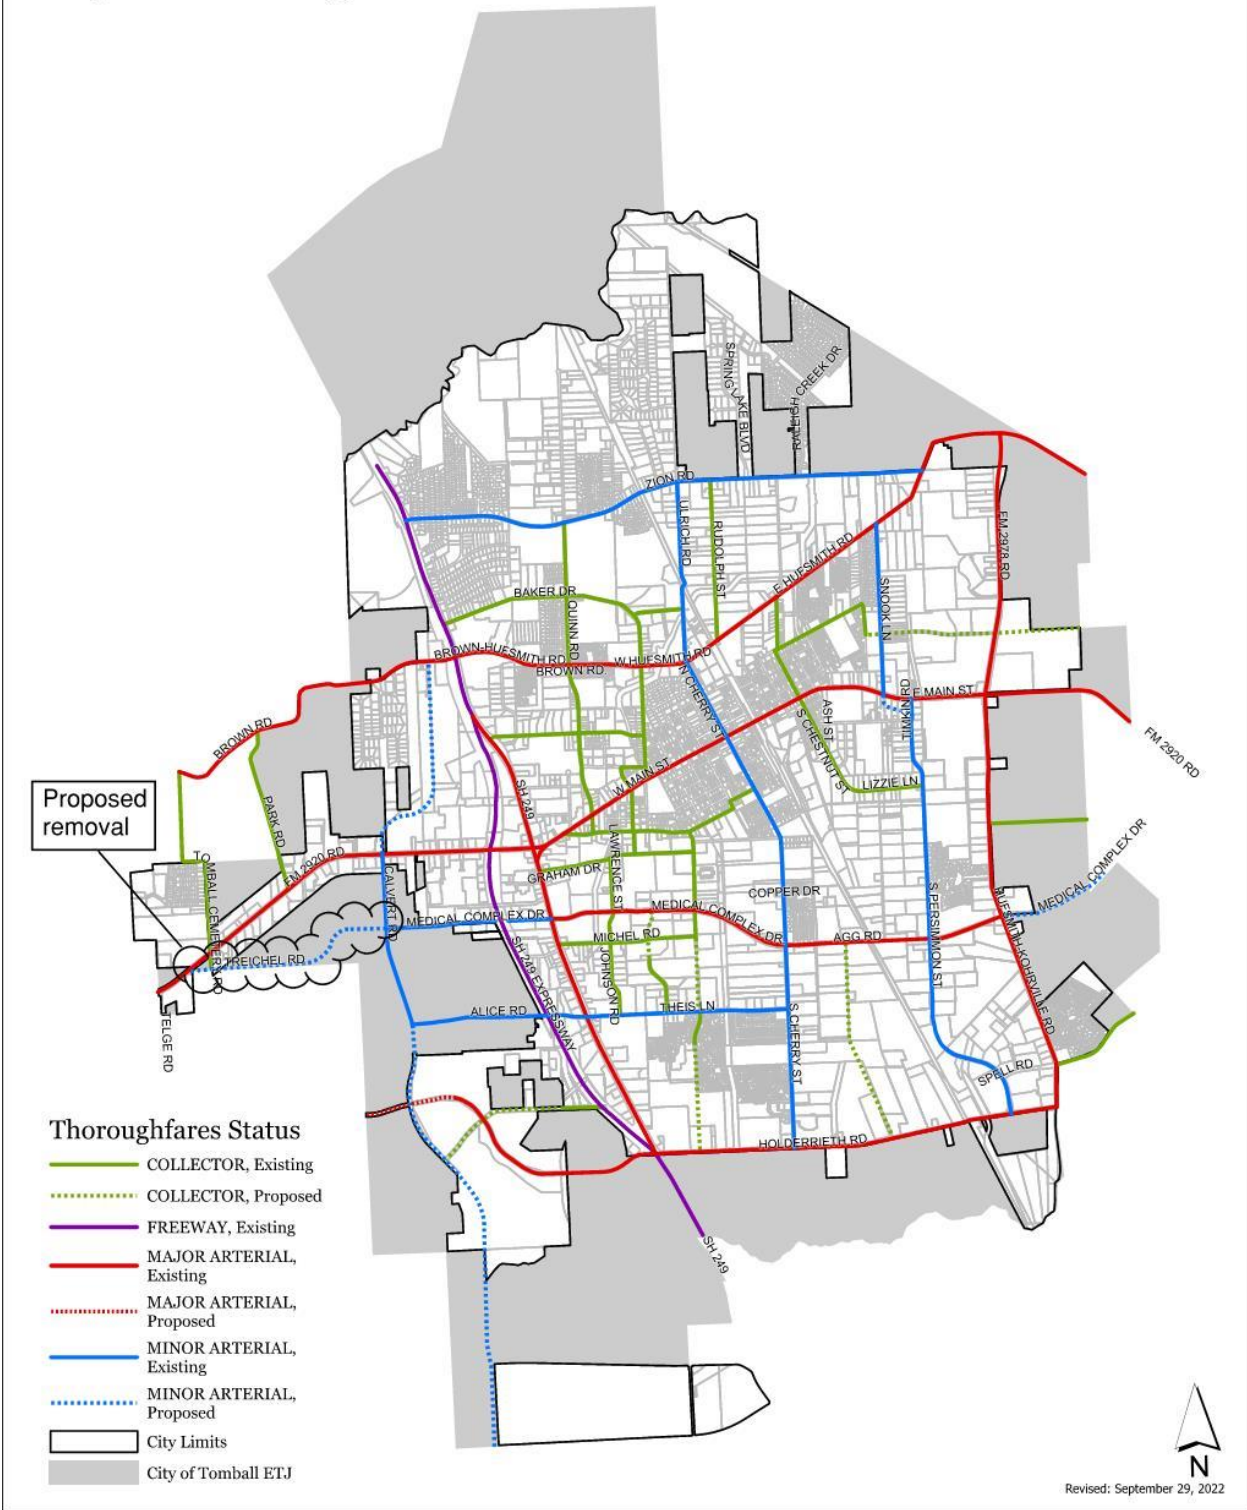 SPRING LAKE BLVD
RALEIGH CREEK DR
ZION RD
ULRICH RD
RUDOLPH ST
E HUFSMITH RD
FM 2978 RD
SNOOK LN
BAKER DR
QUINN RD
BROWN-HUFSMITH RD
W HUFSMITH RD
BROWN RD
N CHERRY ST
E MAIN ST
TIMKIN RD
ASH ST
S CHESTNUT ST
BROWN RD
FM 2920 RD
W MAIN ST
SH 249
LIZZIE LN
Proposed
removal
PARK RD
FM 2920 RD
TOMBALL CEMETERY RD
CALVERT RD
LAWRENCE ST
GRAHAM DR
COPPER DR
S PERSIMMON ST
MEDICAL COMPLEX DR
MEDICAL COMPLEX DR
MEDICAL COMPLEX DR
HUFSMITH-KOHRVILLE RD
MICHEL RD
AGG RD
TREICHEL RD
SH 249 EXPRESSWAY
JOHNSON RD
ALICE RD
THEIS LN
S CHERRY ST
TELGE RD
SPELL RD
HOLDERRIETH RD
SH 249
Thoroughfares Status
COLLECTOR, Existing
COLLECTOR, Proposed
FREEWAY, Existing
MAJOR ARTERIAL,
Existing
MAJOR ARTERIAL,
Proposed
MINOR ARTERIAL,
Existing
MINOR ARTERIAL,
Proposed
City Limits
City of Tomball ETJ
N
Revised: September 29, 2022